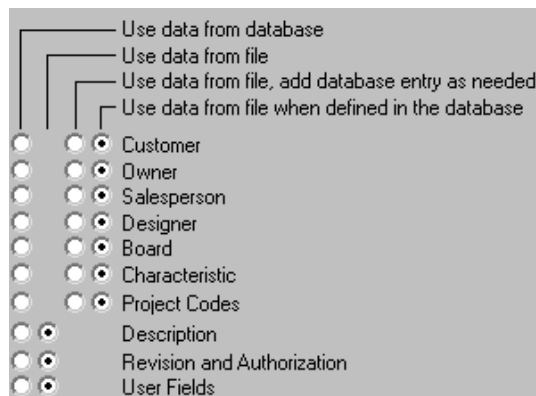 Use data from database
Use data from file
Use data from file, add database entry as needed
Use data from file when defined in the database
Customer
Owner
Salesperson
Designer
Board
Characteristic
Project Codes
Description
Revision and Authorization
User Fields